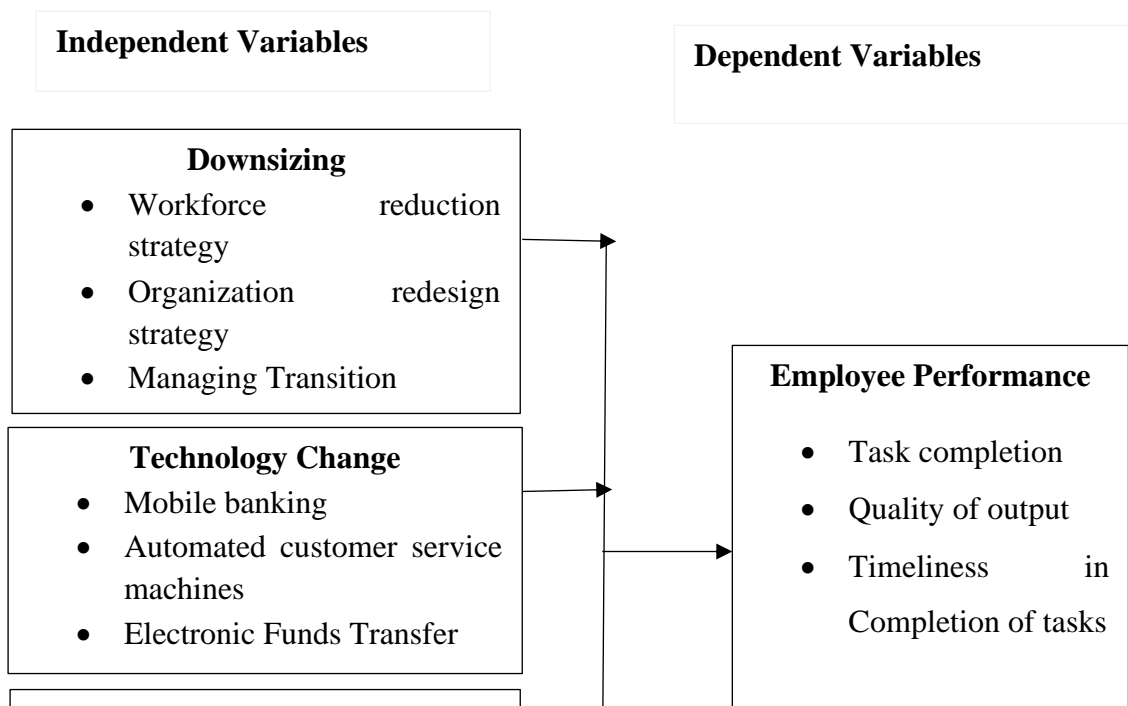 Independent Variables
Dependent Variables
Downsizing
• Workforce reduction
strategy
• Organization redesign
strategy
• Managing Transition
Technology Change
• Mobile banking
• Automated customer service
machines
• Electronic Funds Transfer
Employee Performance
• Task completion
• Quality of output
• Timeliness in
Completion of tasks